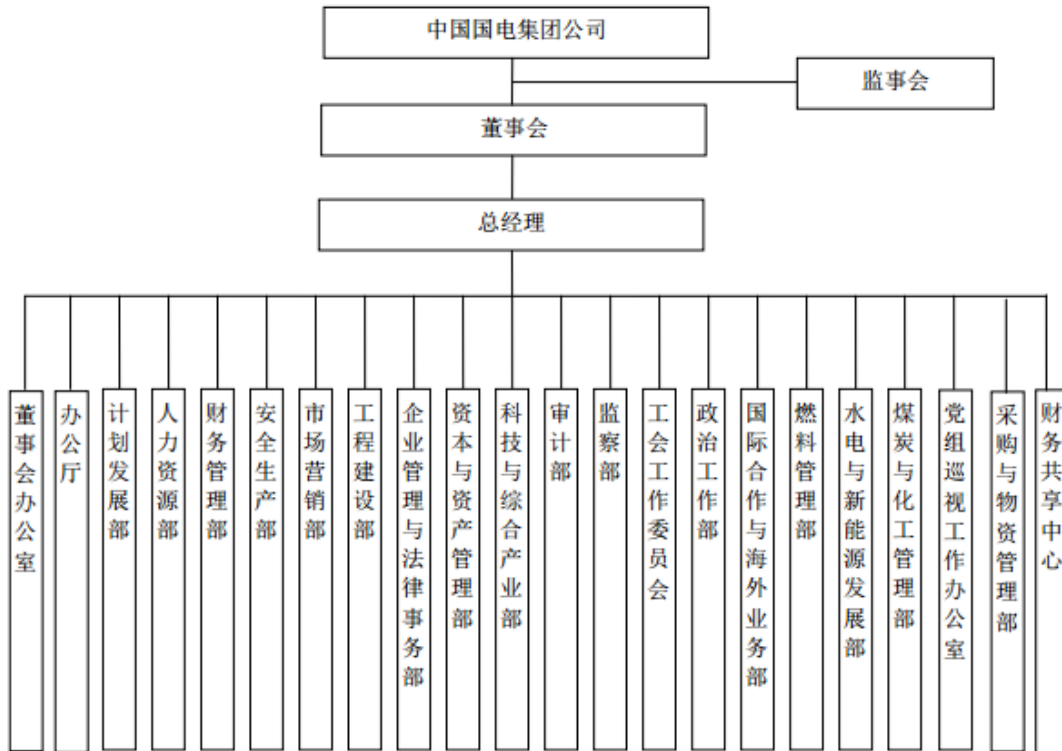 中国国电集团公司
监事会
董事会
总经理
董事会办公室
办公厅
计划发展部
人力资源部
财务管理部
安全生产部
市场营销部
工程建设部
企业管理与法律事务部
资本与资产管理部
科技与综合产业部
审计部
监察部
工会工作委员会
政治工作部
国际合作与海外业务部
燃料管理部
水电与新能源发展部
煤炭与化工管理部
党组巡视工作办公室
采购与物资管理部
财务共享中心